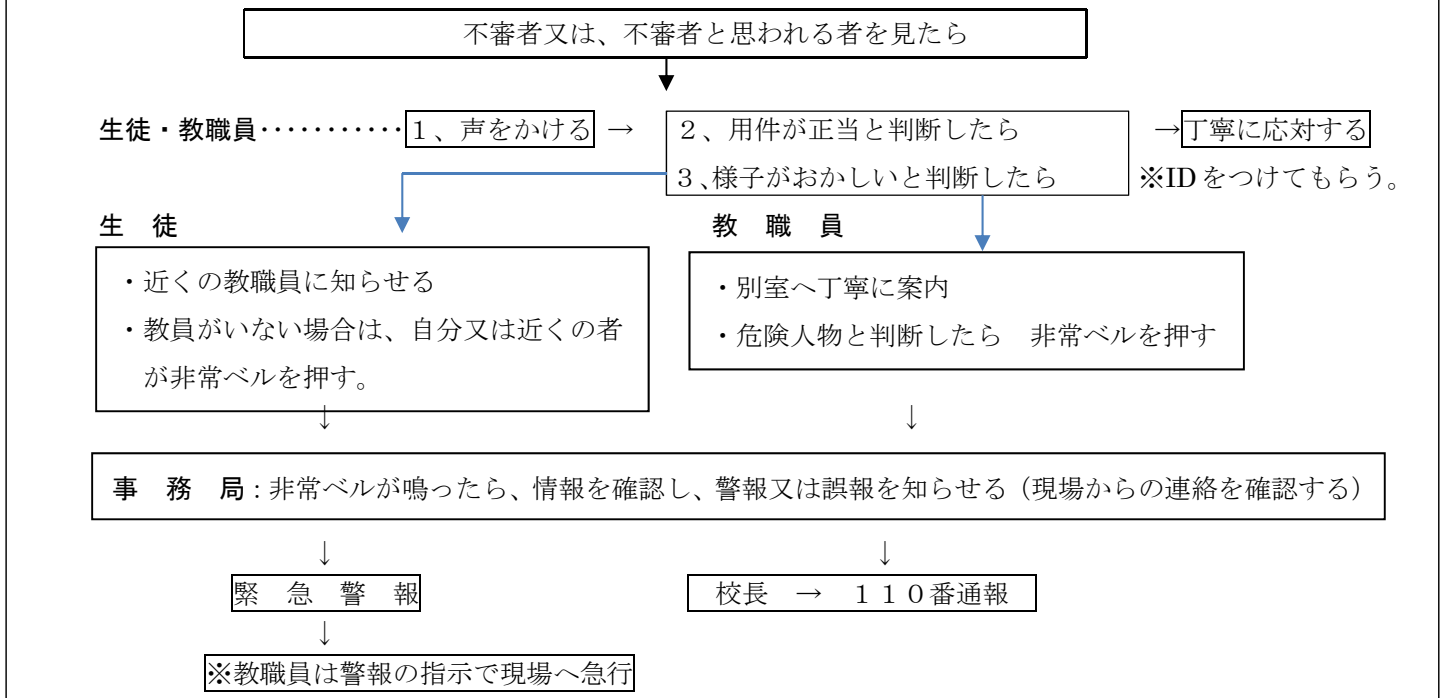 不審者又は、不審者と思われる者を見たら
生徒・教職員･･･････････１、声をかける → ２、用件が正当と判断したら →丁寧に応対する
３、様子がおかしいと判断したら ※IDをつけてもらう。
生　徒
教　職　員
・近くの教職員に知らせる
・教員がいない場合は、自分又は近くの者
が非常ベルを押す。
・別室へ丁寧に案内
・危険人物と判断したら　非常ベルを押す
↓ ↓
事　務　局：非常ベルが鳴ったら、情報を確認し、警報又は誤報を知らせる（現場からの連絡を確認する）
↓ ↓
緊　急　警　報
校長　→　１１０番通報
↓
※教職員は警報の指示で現場へ急行